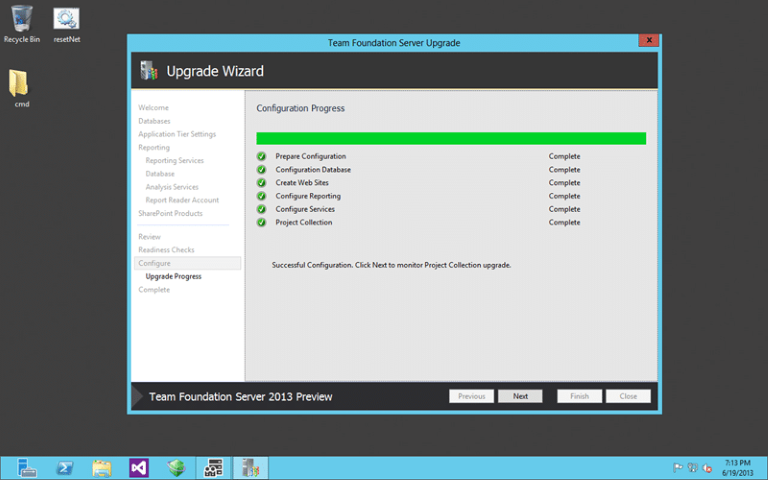 Recycle Bin
resetNet
cmd
Team Foundation Server Upgrade
x
Upgrade Wizard
Welcome
Databases
Application Tier Settings
Reporting
Reporting Services
Database
Analysis Services
Report Reader Account
SharePoint Products
Review
Readiness Checks
Configure
Upgrade Progress
Complete
Configuration Progress
Prepare Configuration Complete
Configuration Database Complete
Create Web Sites Complete
Configure Reporting Complete
Configure Services Complete
Project Collection Complete
Successful Configuration. Click Next to monitor Project Collection upgrade.
Team Foundation Server 2013 Preview
Previous Next Finish Close
7:13 PM
6/19/2013